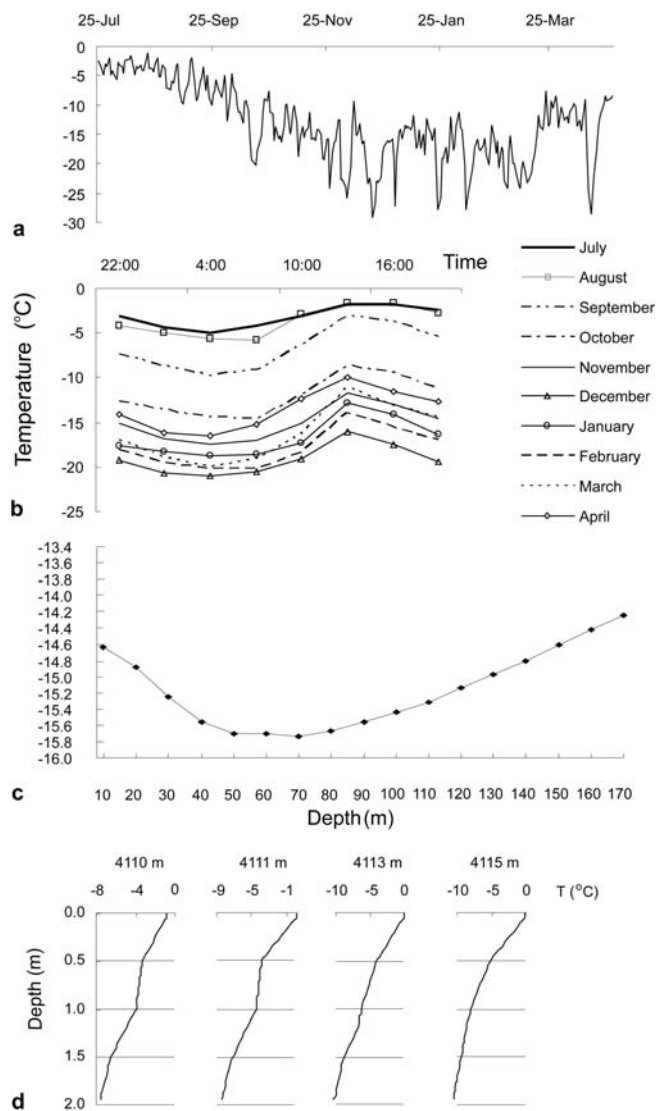 25-Jul 25-Sep 25-Nov 25-Jan 25-Mar
0
-5
-10
-15
-20
-25
-30
a
22:00 4:00 10:00 16:00 Time
0
-5
-10
-15
-20
-25
Temperature (°C)
b
July
August
September
October
November
December
January
February
March
April
-13.4
-13.6
-13.8
-14.0
-14.2
-14.4
-14.6
-14.8
-15.0
-15.2
-15.4
-15.6
-15.8
-16.0
c
10 20 30 40 50 60 70 80 90 100 110 120 130 140 150 160 170
Depth (m)
4110 m 4111 m 4113 m 4115 m
-8 -4 0 -9 -5 -1 -10 -5 0 -10 -5 0 T (°C)
0.0
0.5
1.0
1.5
2.0
Depth (m)
d